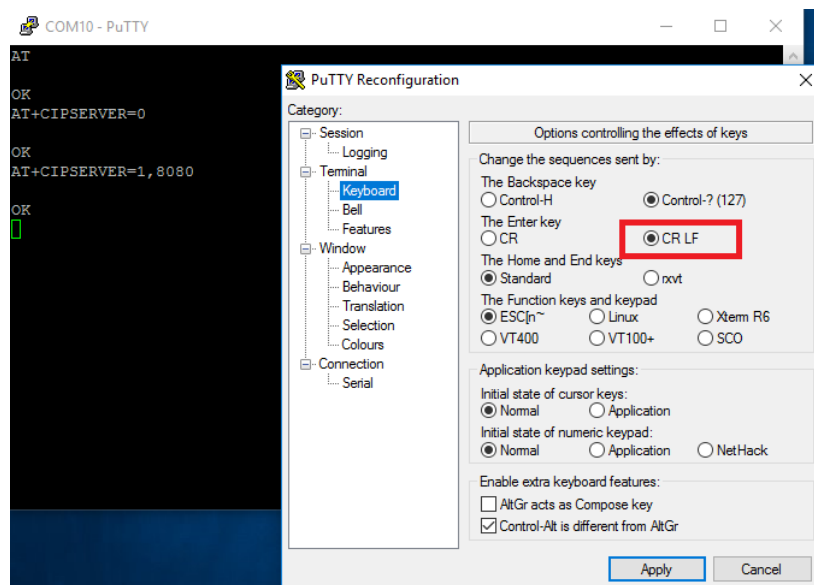 COM10 - PuTTY
AT
OK
AT+CIPSERVER=0
OK
AT+CIPSERVER=1,8080
OK
PuTTY Reconfiguration
Category:
Session
Logging
Terminal
Keyboard
Bell
Features
Window
Appearance
Behaviour
Translation
Selection
Colours
Connection
Serial
Options controlling the effects of keys
Change the sequences sent by:
The Backspace key
Control-H Control-? (127)
The Enter key
CR CR LF
The Home and End keys
Standard rxvt
The Function keys and keypad
ESC[n~ Linux Xterm R6
VT400 VT100+ SCO
Application keypad settings:
Initial state of cursor keys:
Normal Application
Initial state of numeric keypad:
Normal Application NetHack
Enable extra keyboard features:
AltGr acts as Compose key
Control-Alt is different from AltGr
Apply Cancel